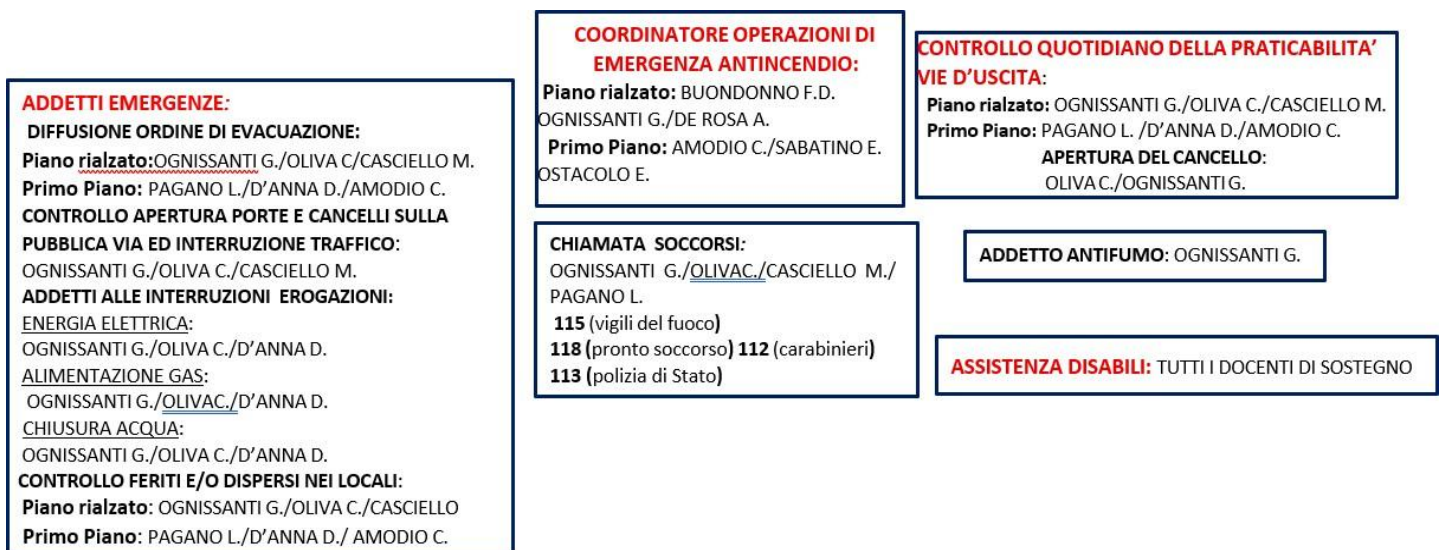 ADDETTI EMERGENZE:
DIFFUSIONE ORDINE DI EVACUAZIONE:
Piano rialzato:OGNISSANTI G./OLIVA C/CASCIELLO M.
Primo Piano: PAGANO L./D'ANNA D./AMODIO C.
CONTROLLO APERTURA PORTE E CANCELLI SULLA
PUBBLICA VIA ED INTERRUZIONE TRAFFICO:
OGNISSANTI G./OLIVA C./CASCIELLO M.
ADDETTI ALLE INTERRUZIONI EROGAZIONI:
ENERGIA ELETTRICA:
OGNISSANTI G./OLIVA C./D'ANNA D.
ALIMENTAZIONE GAS:
OGNISSANTI G./OLIVAC./D'ANNA D.
CHIUSURA ACQUA:
OGNISSANTI G./OLIVA C./D'ANNA D.
CONTROLLO FERITI E/O DISPERSI NEI LOCALI:
Piano rialzato: OGNISSANTI G./OLIVA C./CASCIELLO
Primo Piano: PAGANO L./D'ANNA D./ AMODIO C.
COORDINATORE OPERAZIONI DI
EMERGENZA ANTINCENDIO:
Piano rialzato: BUONDONNO F.D.
OGNISSANTI G./DE ROSA A.
Primo Piano: AMODIO C./SABATINO E.
OSTACOLO E.
CHIAMATA SOCCORSI:
OGNISSANTI G./OLIVAC./CASCIELLO M./
PAGANO L.
115 (vigili del fuoco)
118 (pronto soccorso) 112 (carabinieri)
113 (polizia di Stato)
CONTROLLO QUOTIDIANO DELLA PRATICABILITA'
VIE D'USCITA:
Piano rialzato: OGNISSANTI G./OLIVA C./CASCIELLO M.
Primo Piano: PAGANO L. /D'ANNA D./AMODIO C.
APERTURA DEL CANCELLO:
OLIVA C./OGNISSANTI G.
ADDETTO ANTIFUMO: OGNISSANTI G.
ASSISTENZA DISABILI: TUTTI I DOCENTI DI SOSTEGNO